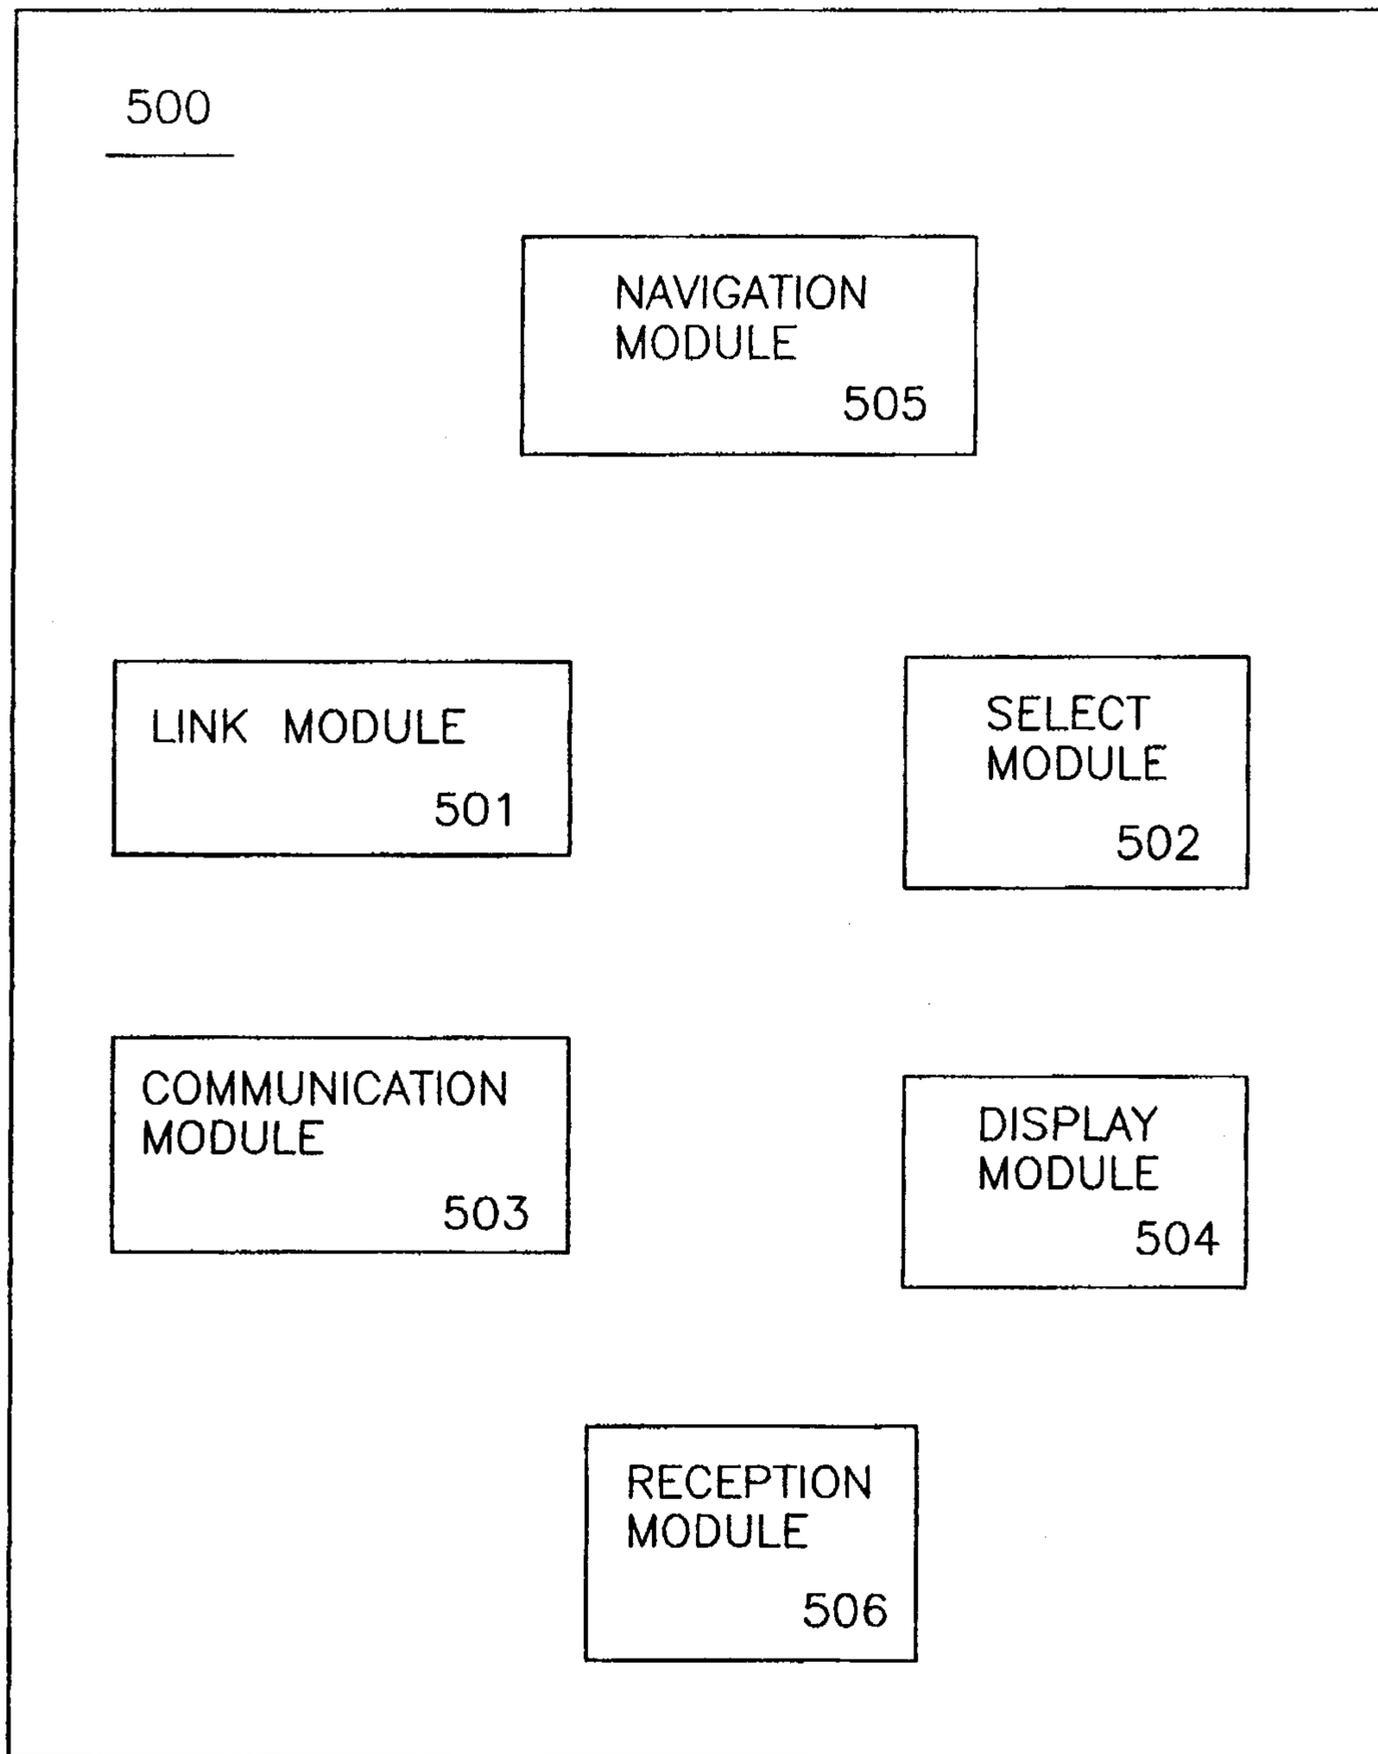 500
NAVIGATION
MODULE
505
LINK MODULE
501
SELECT
MODULE
502
COMMUNICATION
MODULE
503
DISPLAY
MODULE
504
RECEPTION
MODULE
506